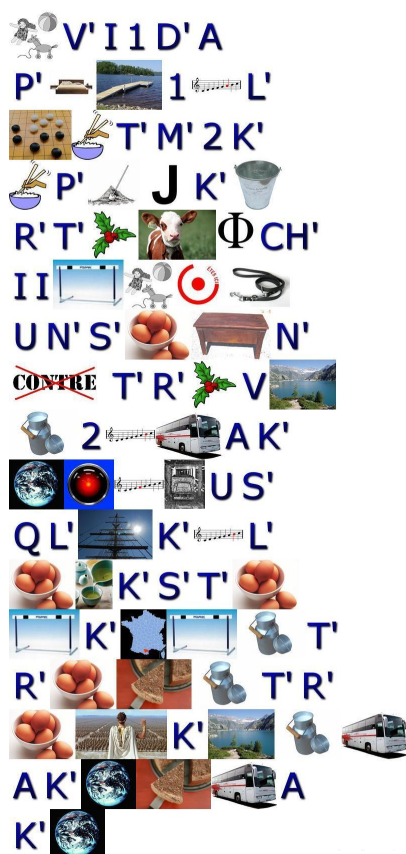 V' I 1 D' A
P' 1 L'
T' M' 2 K'
P' J K'
R' T' Φ CH'
I I
U N' S' N'
CONTRE T' R' V
2 A K'
U S'
Q L' K' L'
K' S' T'
K' T'
R' T' R'
K'
A K' A
K'